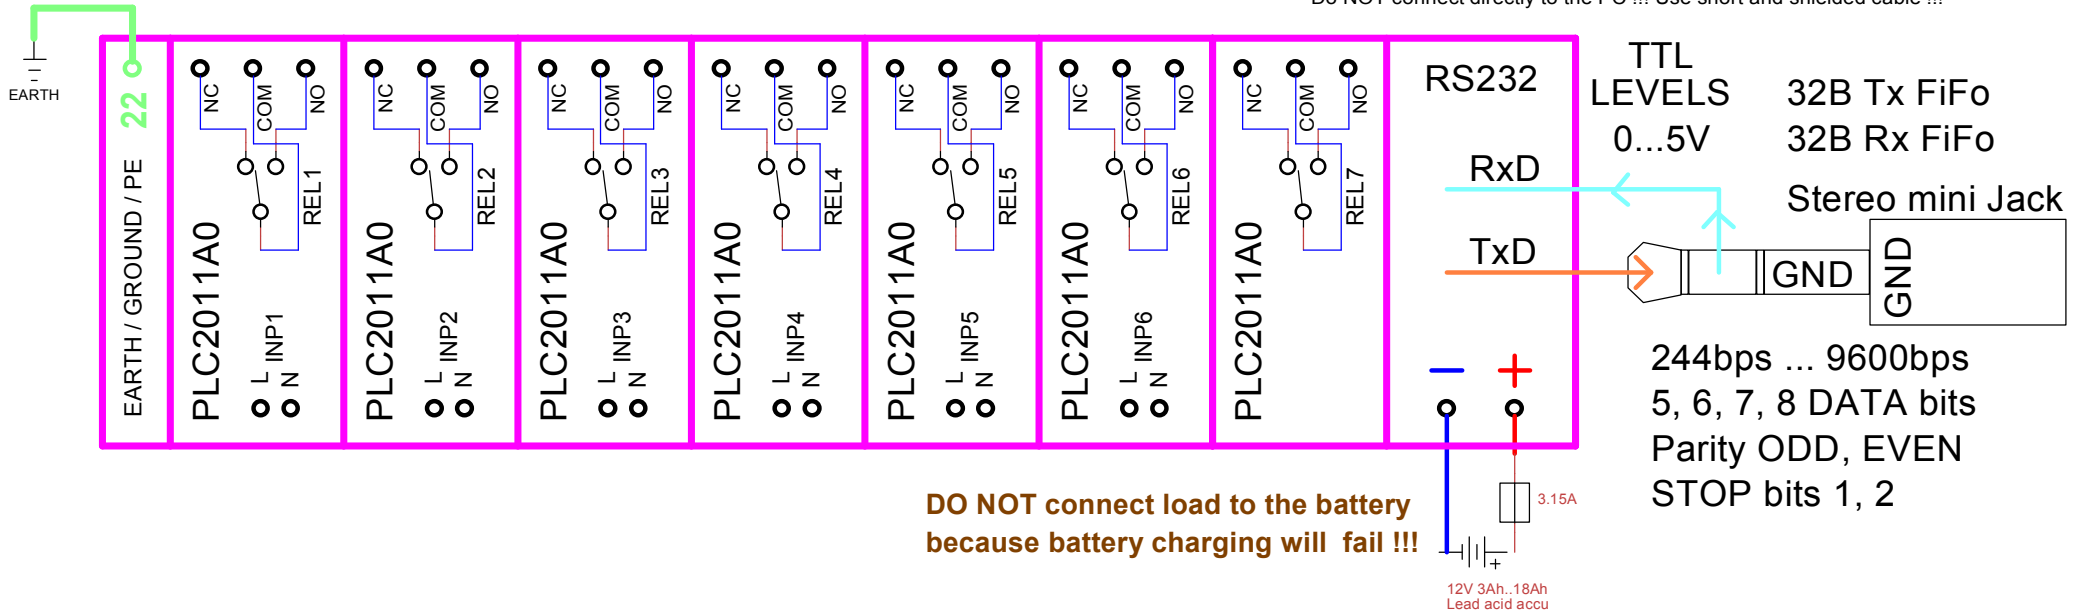 Do NOT connect directly to the PC !!! Use short and shielded cable !!!
EARTH
22
EARTH / GROUND / PE
NC
COM
NO
REL1
PLC2011A0
L
N
INP1
NC
COM
NO
REL2
PLC2011A0
L
N
INP2
NC
COM
NO
REL3
PLC2011A0
L
N
INP3
NC
COM
NO
REL4
PLC2011A0
L
N
INP4
NC
COM
NO
REL5
PLC2011A0
L
N
INP5
NC
COM
NO
REL6
PLC2011A0
L
N
INP6
NC
COM
NO
REL7
PLC2011A0
RS232
RxD
TxD
TTL
LEVELS
0...5V
32B Tx FiFo
32B Rx FiFo
Stereo mini Jack
GND
GND
244bps ... 9600bps
5, 6, 7, 8 DATA bits
Parity ODD, EVEN
STOP bits 1, 2
− +
3.15A
DO NOT connect load to the battery
because battery charging will fail !!!
+
12V 3Ah..18Ah
Lead acid accu